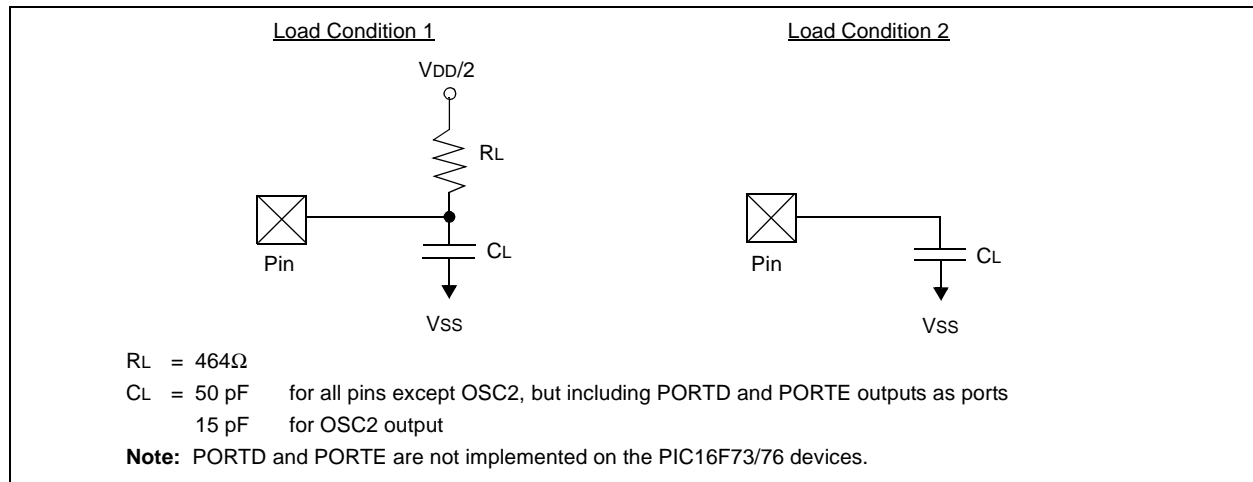 Load Condition 1
Load Condition 2
VDD/2
RL
Pin
CL
VSS
Pin
CL
VSS
RL = 464Ω
CL = 50 pF for all pins except OSC2, but including PORTD and PORTE outputs as ports
15 pF for OSC2 output
Note: PORTD and PORTE are not implemented on the PIC16F73/76 devices.